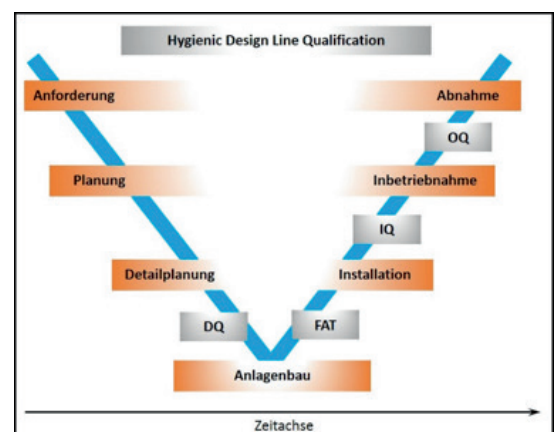 Hygienic Design Line Qualification
Anforderung
Abnahme
OQ
Planung
Inbetriebnahme
IQ
Detailplanung
Installation
DQ
FAT
Anlagenbau
Zeitachse